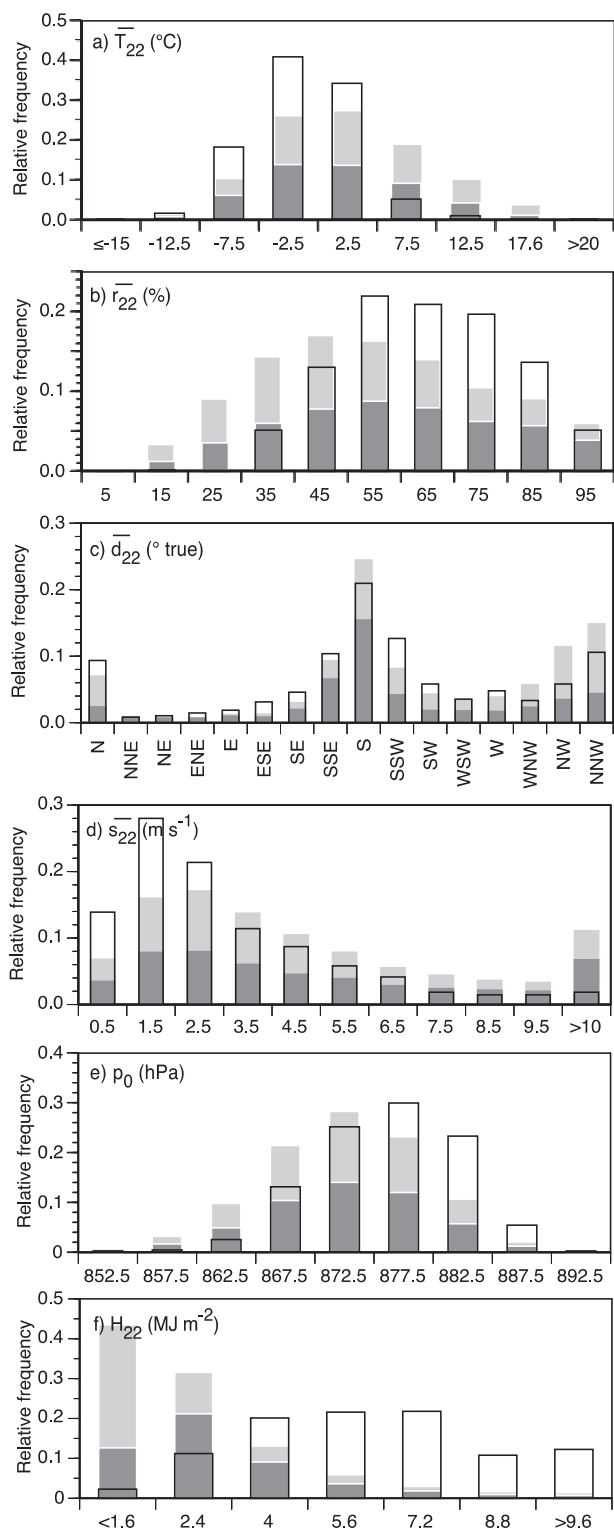 0.5
a) T̅₂₂ (°C)
0.4
0.3
0.2
0.1
0.0
Relative frequency
≤-15 -12.5 -7.5 -2.5 2.5 7.5 12.5 17.6 >20
b) r̅₂₂ (%)
0.2
0.1
0.0
Relative frequency
5 15 25 35 45 55 65 75 85 95
0.3
c) d̅₂₂ (° true)
0.2
0.1
0.0
Relative frequency
N NNE NE ENE E ESE SE SSE S SSW SW WSW W WNW NW NNW
0.3
d) s̅₂₂ (m s⁻¹)
0.2
0.1
0.0
Relative frequency
0.5 1.5 2.5 3.5 4.5 5.5 6.5 7.5 8.5 9.5 >10
0.4
e) p₀ (hPa)
0.3
0.2
0.1
0
Relative frequency
852.5 857.5 862.5 867.5 872.5 877.5 882.5 887.5 892.5
0.5
f) H₂₂ (MJ m⁻²)
0.4
0.3
0.2
0.1
0
Relative frequency
<1.6 2.4 4 5.6 7.2 8.8 >9.6